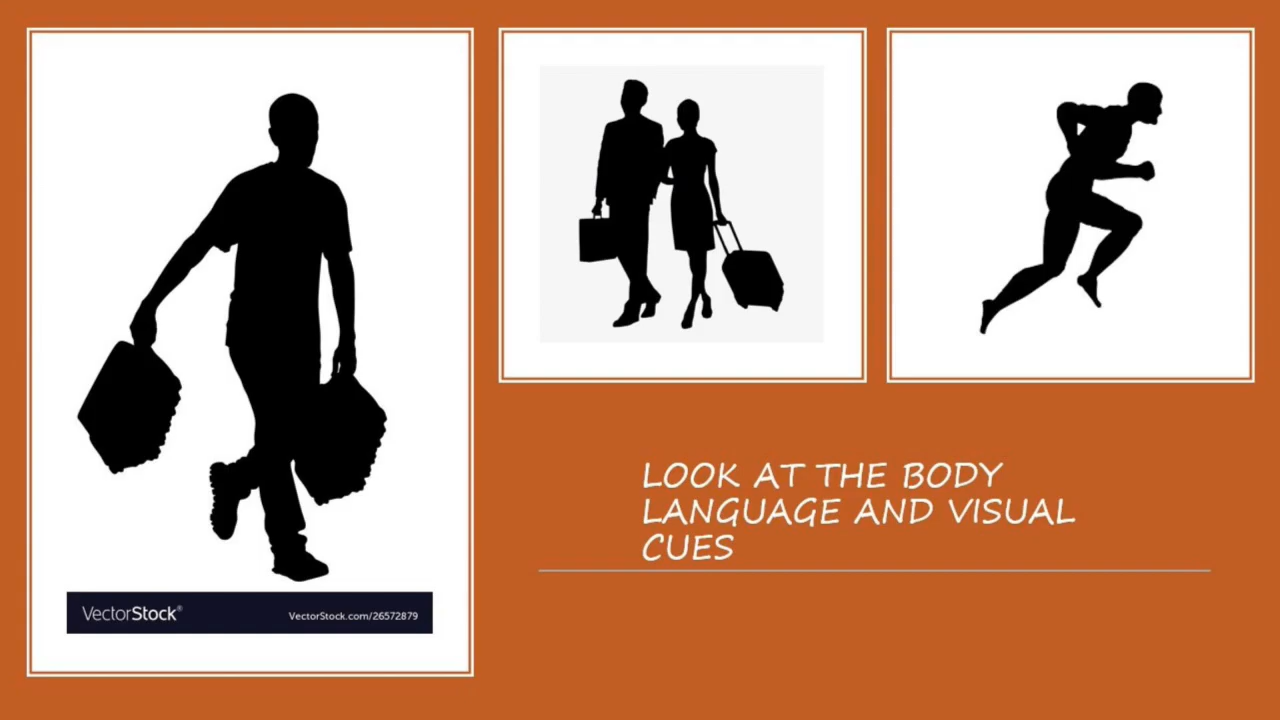 LOOK AT THE BODY
LANGUAGE AND VISUAL
CUES
VectorStock®
VectorStock.com/26572879